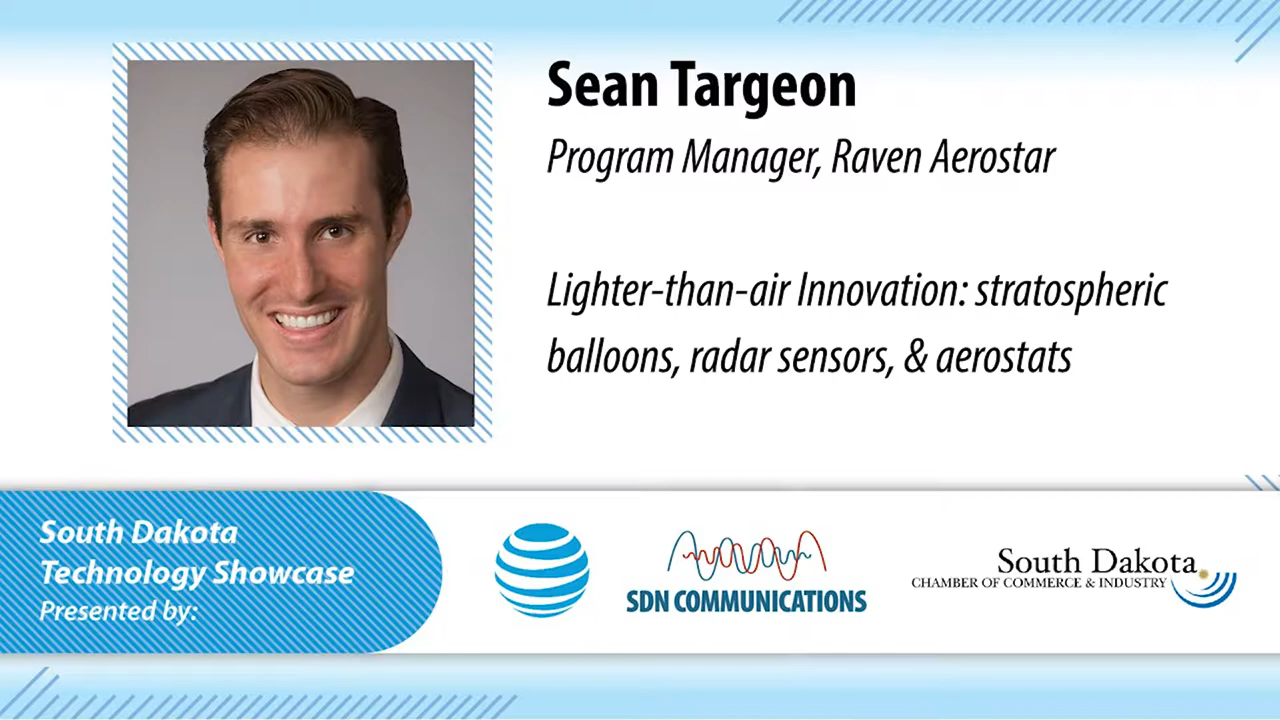 Sean Targeon
Program Manager, Raven Aerostar
Lighter-than-air Innovation: stratospheric
balloons, radar sensors, & aerostats
South Dakota
Technology Showcase
Presented by:
SDN COMMUNICATIONS
South Dakota
CHAMBER OF COMMERCE & INDUSTRY